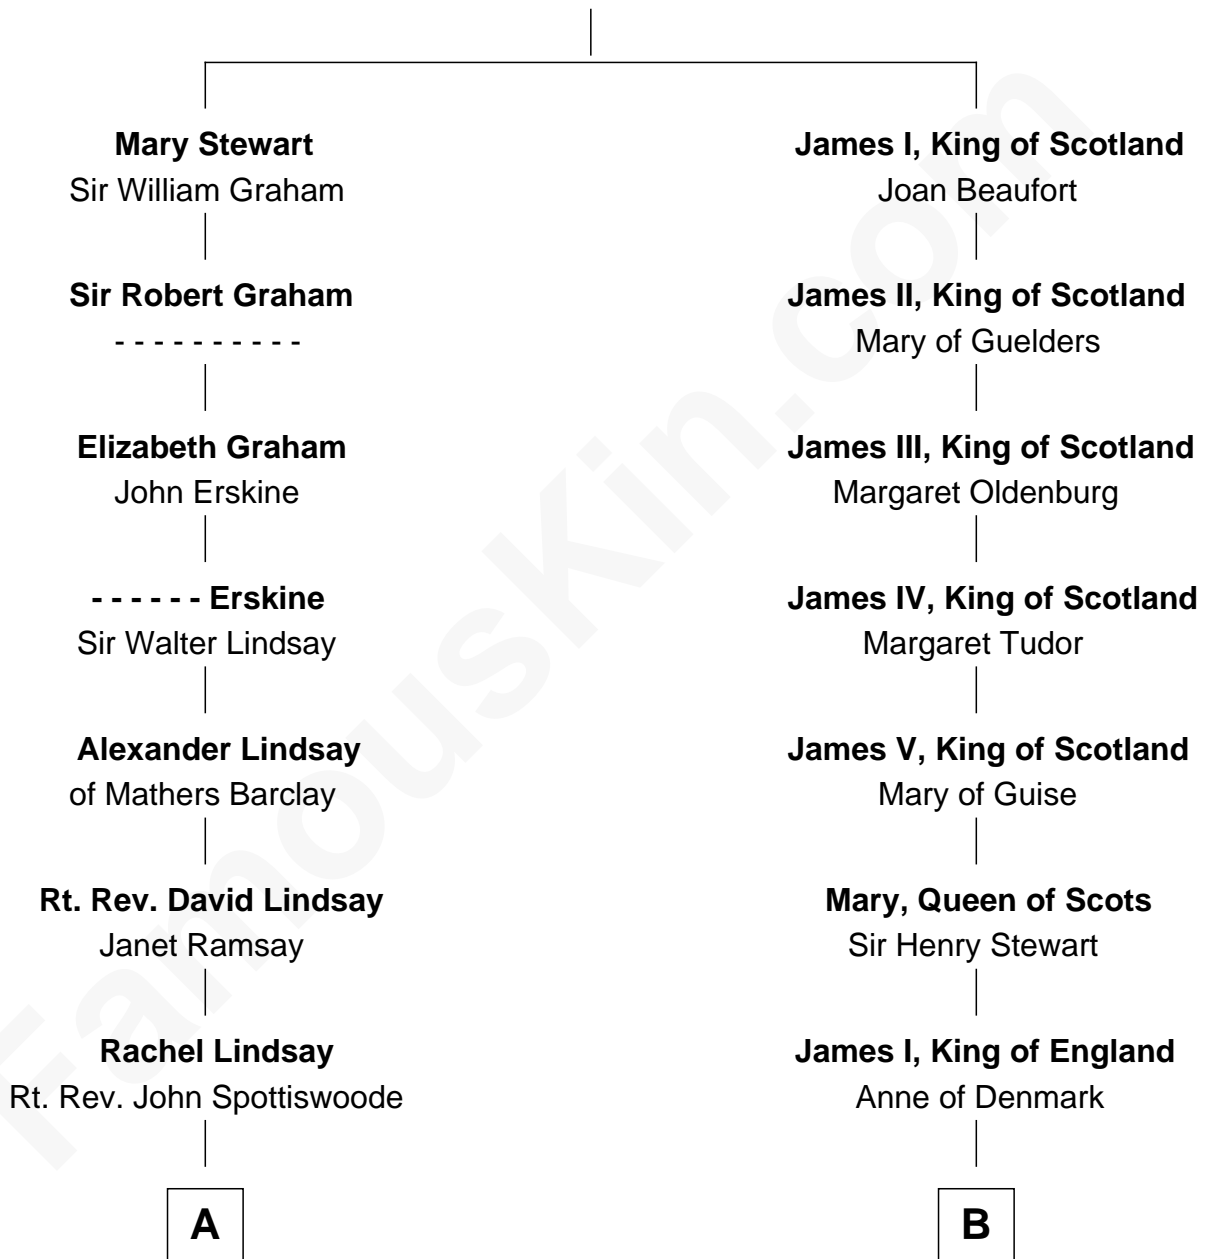 Mary Stewart
Sir William Graham
Sir Robert Graham
- - - - - - - - - -
Elizabeth Graham
John Erskine
- - - - - - Erskine
Sir Walter Lindsay
Alexander Lindsay
of Mathers Barclay
Rt. Rev. David Lindsay
Janet Ramsay
Rachel Lindsay
Rt. Rev. John Spottiswoode
A
James I, King of Scotland
Joan Beaufort
James II, King of Scotland
Mary of Guelders
James III, King of Scotland
Margaret Oldenburg
James IV, King of Scotland
Margaret Tudor
James V, King of Scotland
Mary of Guise
Mary, Queen of Scots
Sir Henry Stewart
James I, King of England
Anne of Denmark
B
FamousKin.com